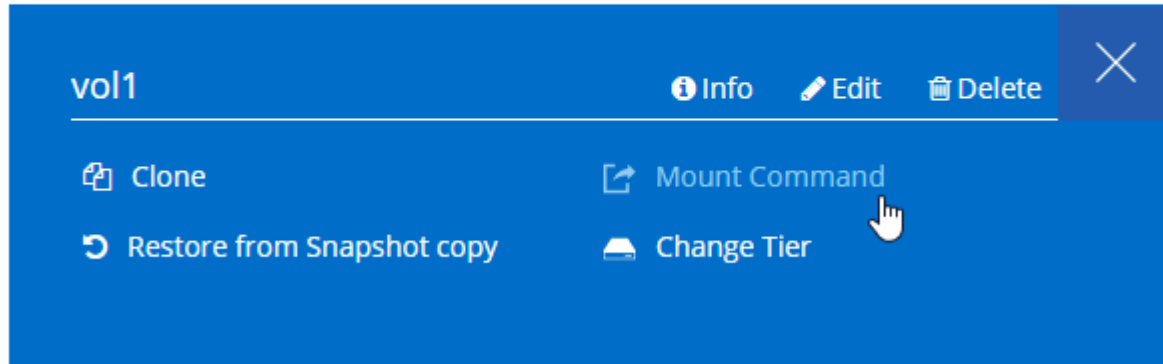 vol1
Info Edit Delete
Clone Mount Command
Restore from Snapshot copy Change Tier